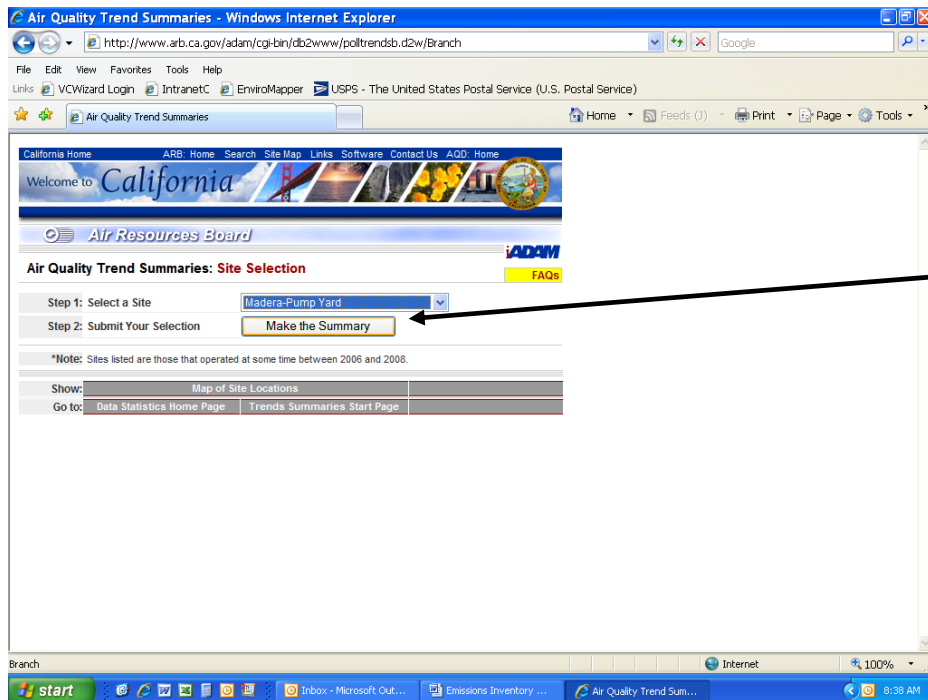 Air Quality Trend Summaries - Windows Internet Explorer
http://www.arb.ca.gov/adam/cgi-bin/db2www/polltrendsb.d2w/Branch
Google
File Edit View Favorites Tools Help
Links VCWizard Login IntranetC EnviroMapper USPS - The United States Postal Service (U.S. Postal Service)
Air Quality Trend Summaries
Home Feeds (J) Print Page Tools
California Home ARB: Home Search Site Map Links Software Contact Us AQD: Home
Welcome to California
Air Resources Board
iADAM
Air Quality Trend Summaries: Site Selection
FAQs
Step 1: Select a Site Madera-Pump Yard
Step 2: Submit Your Selection Make the Summary
*Note: Sites listed are those that operated at some time between 2006 and 2008.
Show: Map of Site Locations
Go to: Data Statistics Home Page Trends Summaries Start Page
Branch Internet 100%
start Inbox - Microsoft Out... Emissions Inventory ... Air Quality Trend Sum... 8:38 AM